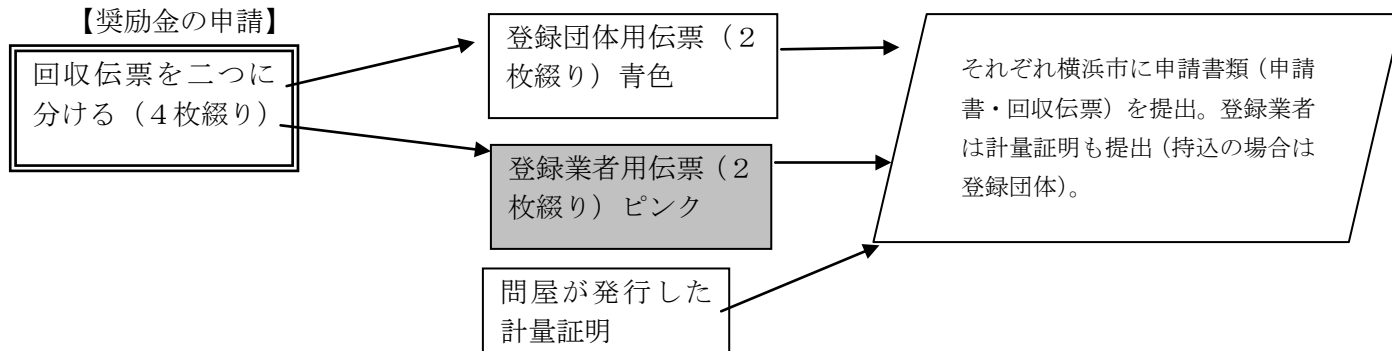 【奨励金の申請】
回収伝票を二つに
分ける（４枚綴り）
登録団体用伝票（２
枚綴り）青色
登録業者用伝票（２
枚綴り）ピンク
問屋が発行した
計量証明
それぞれ横浜市に申請書類（申請
書・回収伝票）を提出。登録業者
は計量証明も提出（持込の場合は
登録団体）。